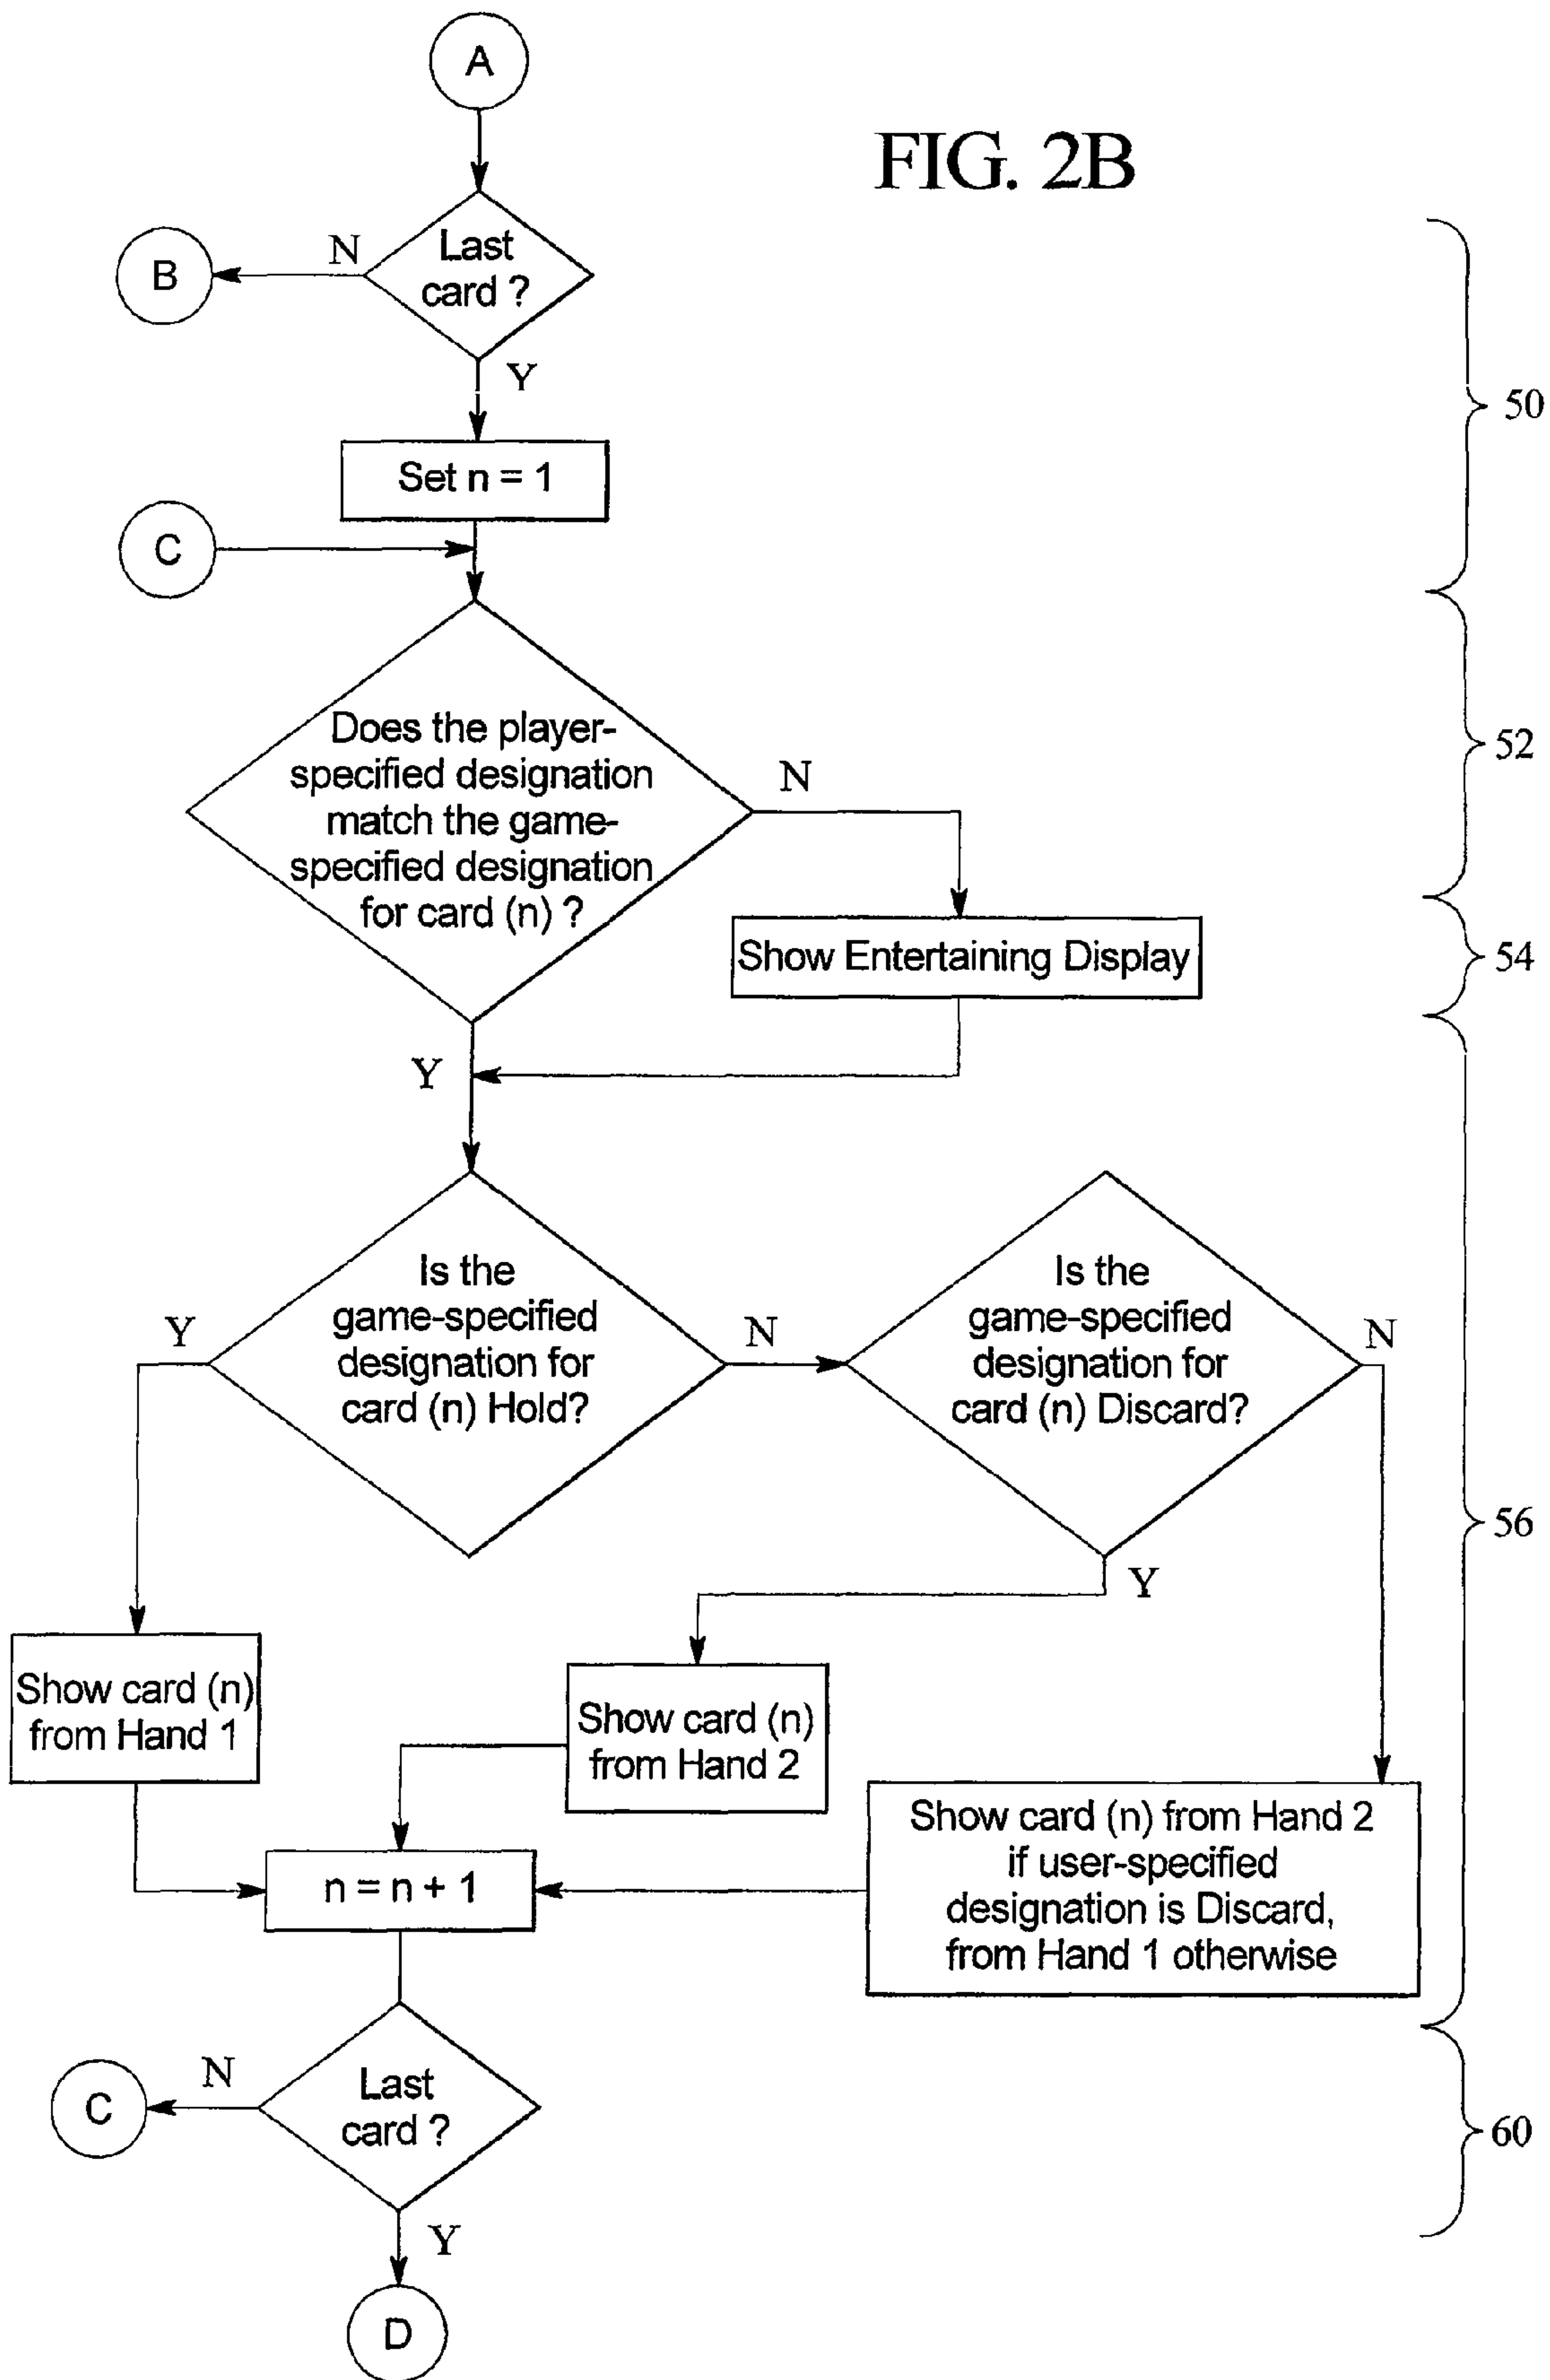 A
FIG. 2B
B
N
Last
card ?
Y
50
Set n = 1
C
Does the player-
specified designation
match the game-
specified designation
for card (n) ?
N
52
Show Entertaining Display
54
Y
Is the
game-specified
designation for
card (n) Hold?
Y
N
Is the
game-specified
designation for
card (n) Discard?
N
Y
56
Show card (n)
from Hand 1
Show card (n)
from Hand 2
Show card (n) from Hand 2
if user-specified
designation is Discard,
from Hand 1 otherwise
n = n + 1
C
N
Last
card ?
60
Y
D